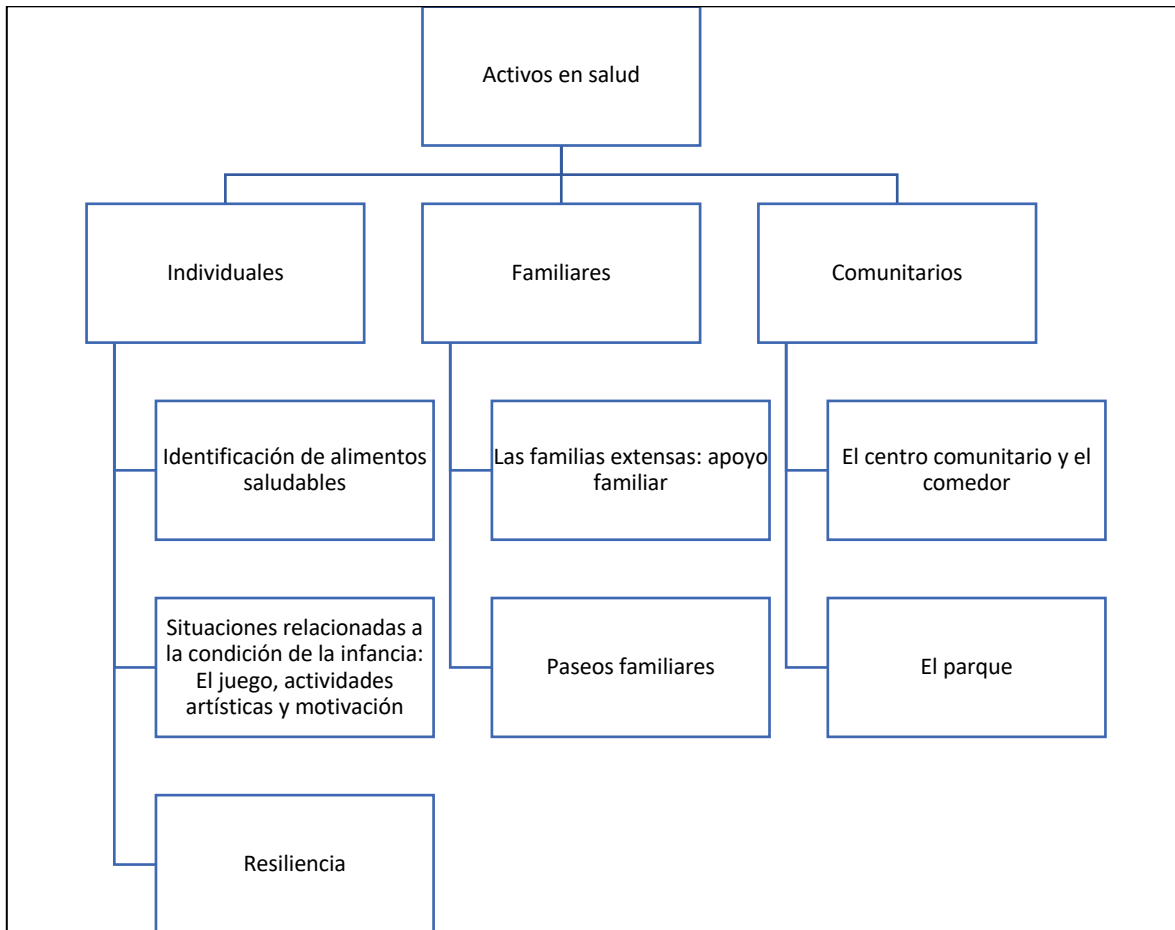 Activos en salud
Individuales
Familiares
Comunitarios
Identificación de alimentos
saludables
Las familias extensas: apoyo
familiar
El centro comunitario y el
comedor
Situaciones relacionadas a
la condición de la infancia:
El juego, actividades
artísticas y motivación
Paseos familiares
El parque
Resiliencia